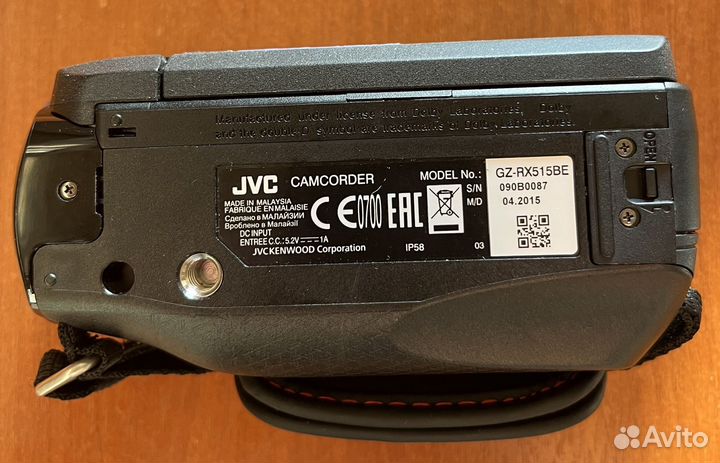 Manufactured under license from Dolby Laboratories. Dolby
and the double-D symbol are trademarks of Dolby Laboratories.
OPEN
JVC CAMCORDER
MADE IN MALAYSIA
FABRIQUE EN MALAISIE
Сделано в МАЛАЙЗИИ
Вроблено в Малайзії
DC INPUT
ENTREE C.C.: 5.2V 1A
JVCKENWOOD Corporation
CE0700 EAC
IP58
03
MODEL No.: GZ-RX515BE
S/N 090B0087
M/D 04.2015
Avito